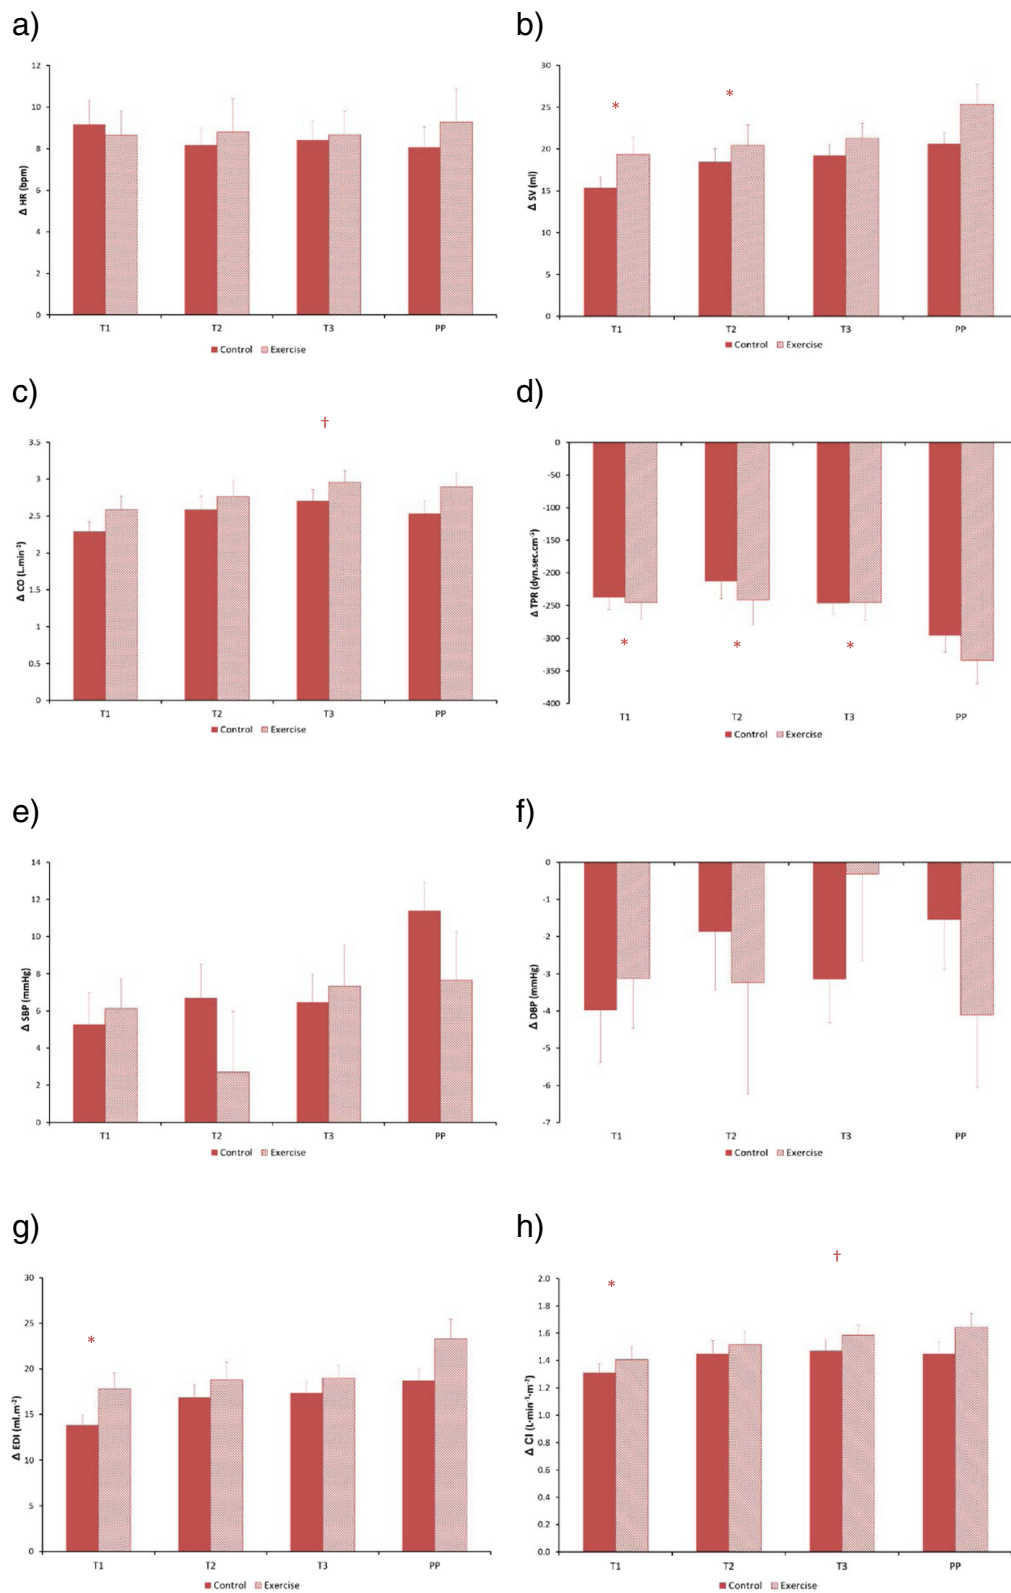 a)
12
10
8
6
4
2
0
Δ HR (bpm)
T1 T2 T3 PP
Control Exercise
b)
30
25
20
15
10
5
0
Δ SV (ml)
* *
T1 T2 T3 PP
Control Exercise
c)
†
3.5
3
2.5
2
1.5
1
0.5
0
Δ CO (L.min⁻¹)
T1 T2 T3 PP
Control Exercise
d)
0
-50
-100
-150
-200
-250
-300
-350
-400
Δ TPR (dyn.sec.cm⁻⁵)
* * *
T1 T2 T3 PP
Control Exercise
e)
14
12
10
8
6
4
2
0
Δ SBP (mmHg)
T1 T2 T3 PP
Control Exercise
f)
0
-1
-2
-3
-4
-5
-6
-7
Δ DBP (mmHg)
T1 T2 T3 PP
Control Exercise
g)
30
25
20
15
10
5
0
Δ EDI (ml.m⁻²)
*
T1 T2 T3 PP
Control Exercise
h)
†
*
2.0
1.8
1.6
1.4
1.2
1.0
0.8
0.6
0.4
0.2
0.0
Δ CI (L·min⁻¹·m⁻²)
T1 T2 T3 PP
Control Exercise